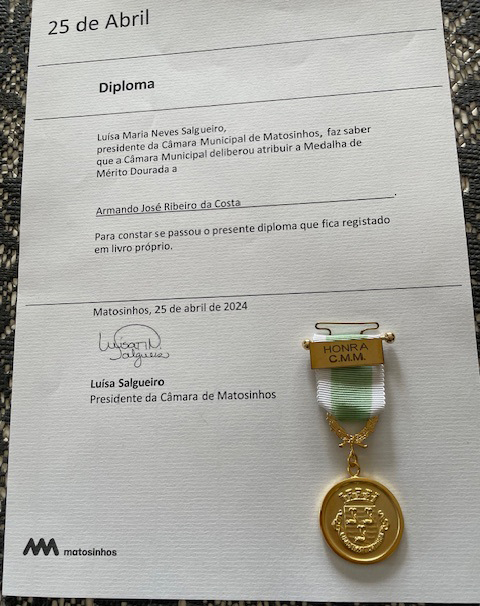 25 de Abril
Diploma
Luísa Maria Neves Salgueiro,
presidente da Câmara Municipal de Matosinhos, faz saber
que a Câmara Municipal deliberou atribuir a Medalha de
Mérito Dourada a
Armando José Ribeiro da Costa.
Para constar se passou o presente diploma que fica registado
em livro próprio.
Matosinhos, 25 de abril de 2024
Luísa Salgueiro
Presidente da Câmara de Matosinhos
HONRA
C.M.M.
matosinhos